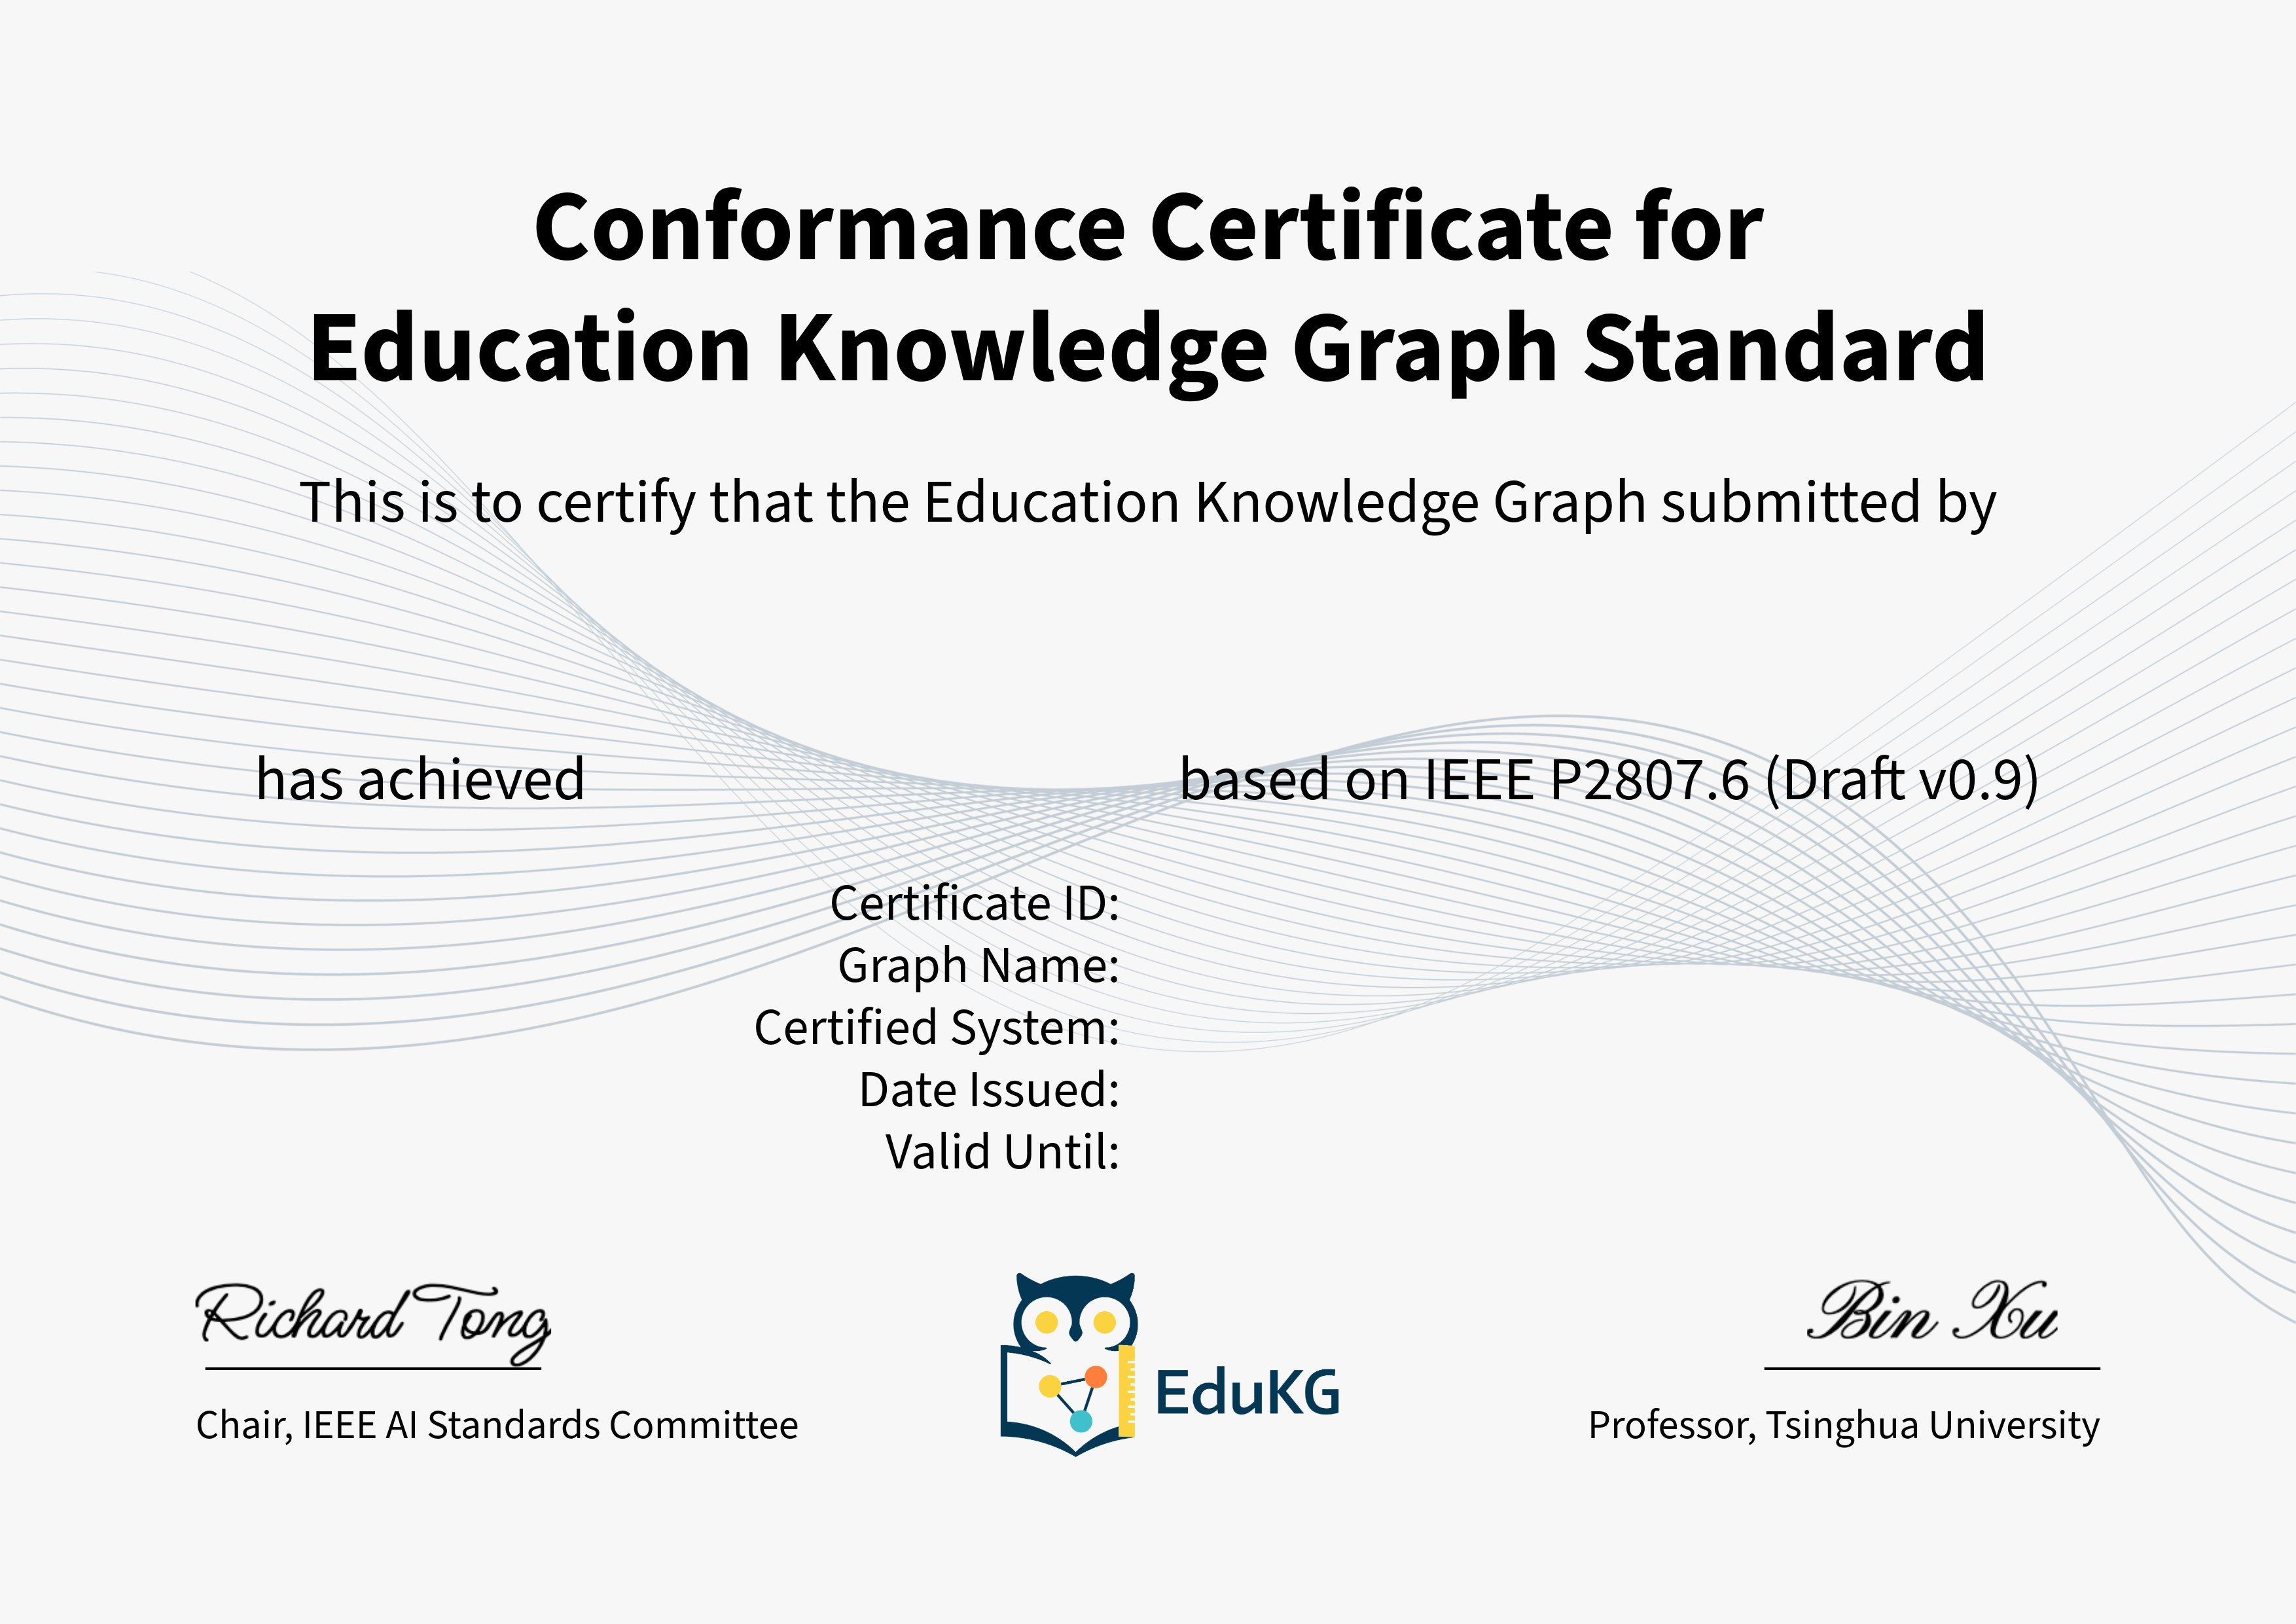 Conformance Certificate for
Education Knowledge Graph Standard
This is to certify that the Education Knowledge Graph submitted by
has achieved based on IEEE P2807.6 (Draft v0.9)
Certificate ID:
Graph Name:
Certified System:
Date Issued:
Valid Until:
Richard Tong
Chair, IEEE AI Standards Committee
EduKG
Bin Xu
Professor, Tsinghua University